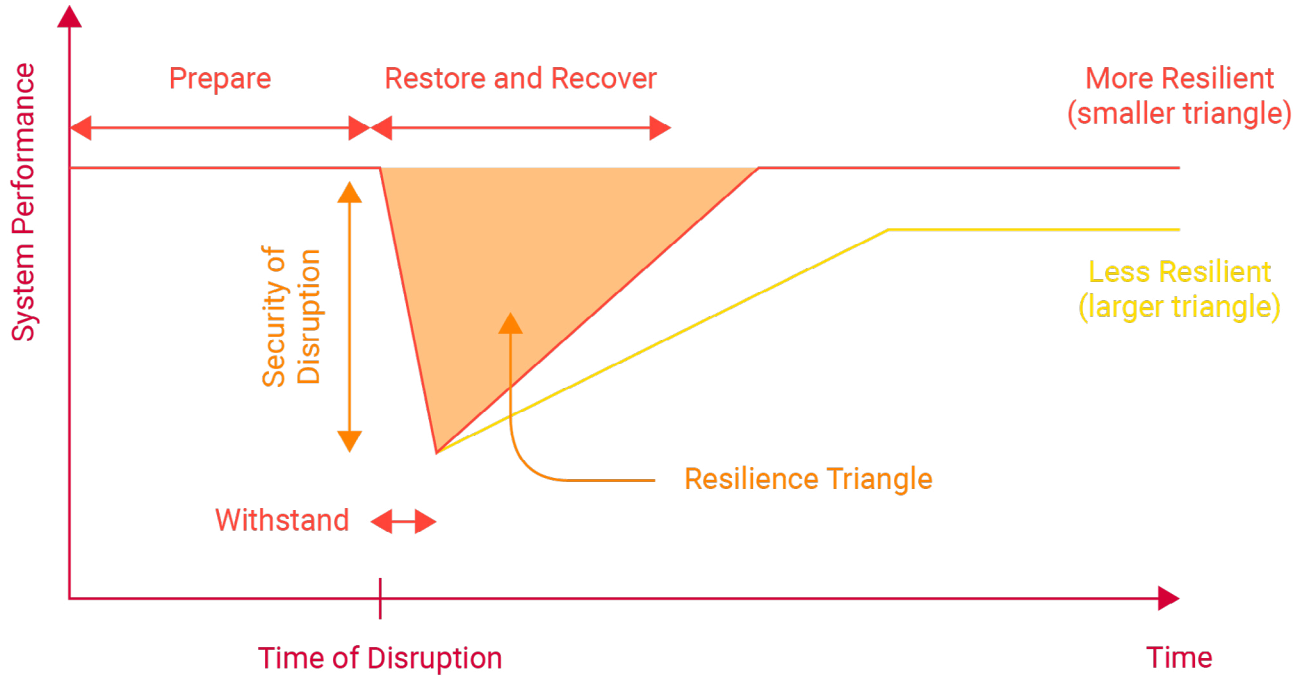 Prepare
Restore and Recover
More Resilient
(smaller triangle)
System Performance
Security of
Disruption
Less Resilient
(larger triangle)
Resilience Triangle
Withstand
Time of Disruption
Time